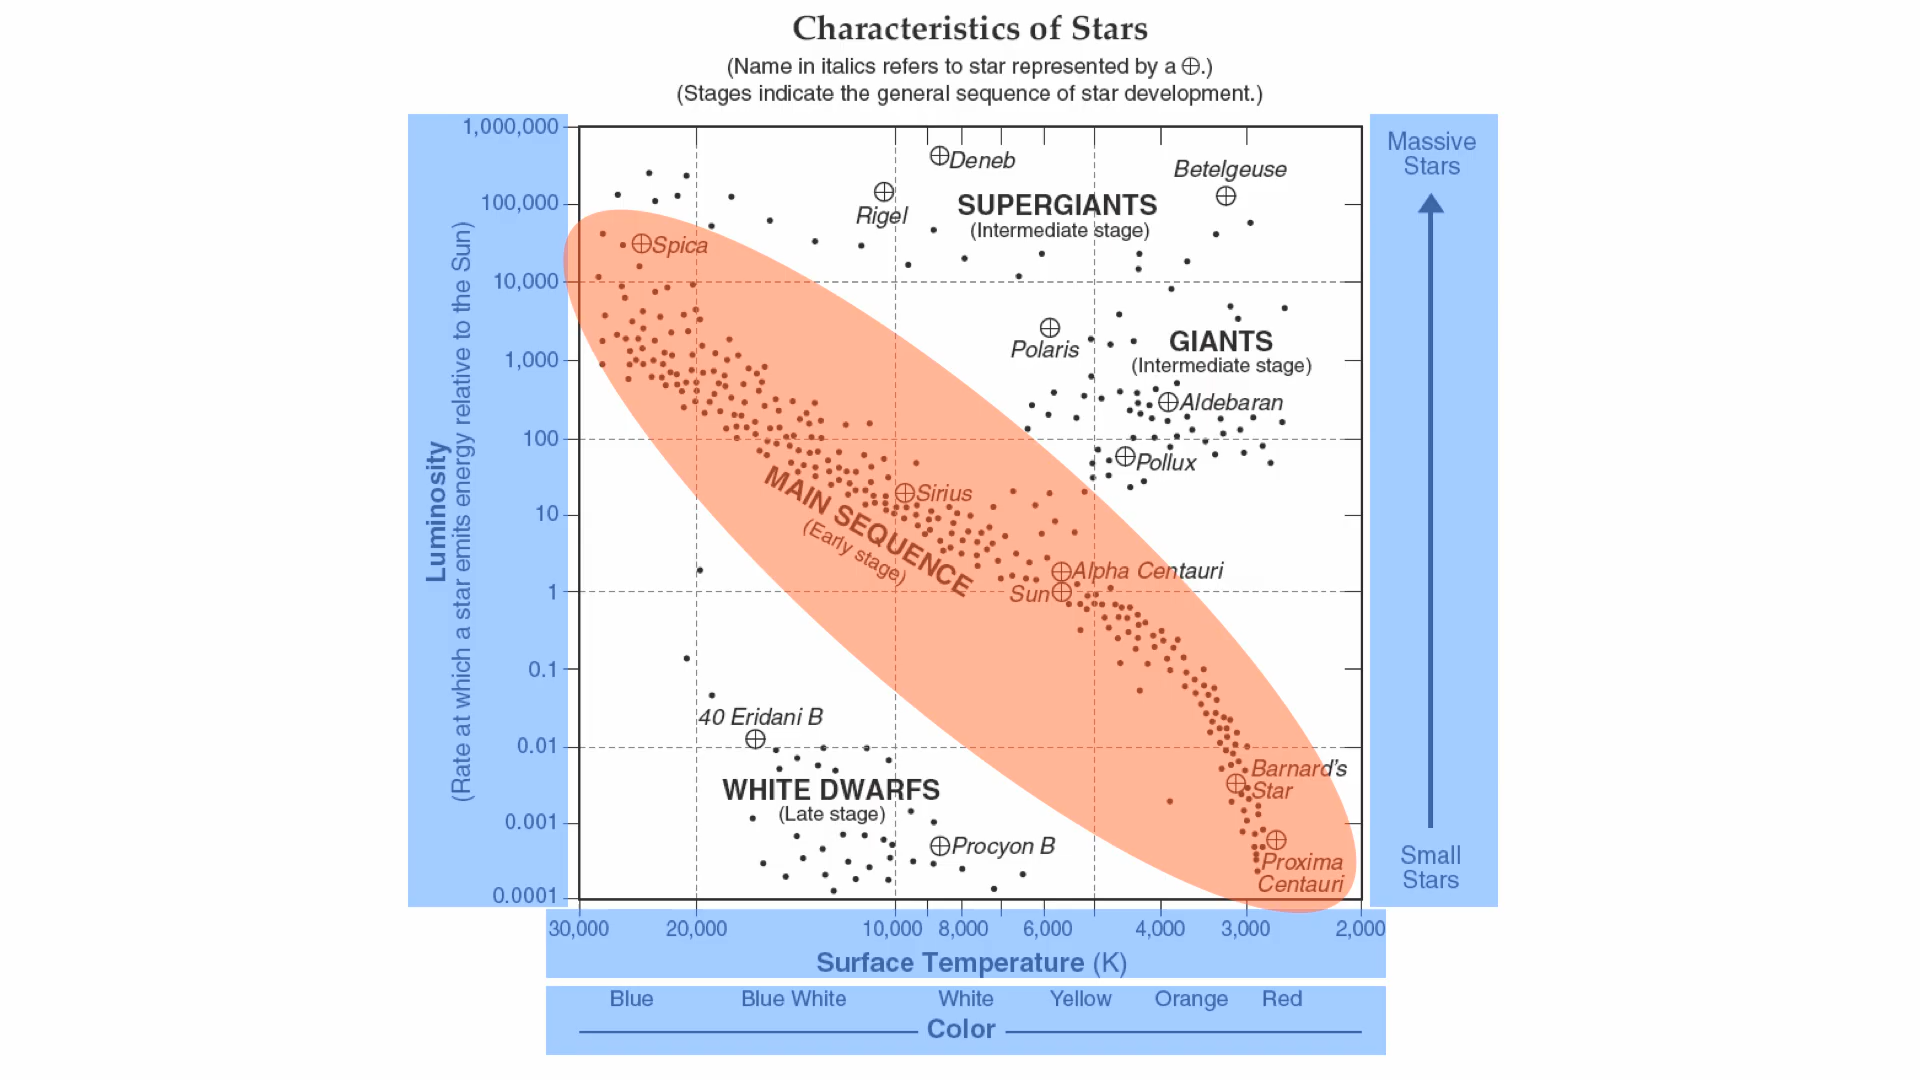 Characteristics of Stars
(Name in italics refers to star represented by a ⊕.)
(Stages indicate the general sequence of star development.)
Luminosity
(Rate at which a star emits energy relative to the Sun)
1,000,000
100,000
10,000
1,000
100
10
1
0.1
0.01
0.001
0.0001
Deneb
Betelgeuse
Rigel
SUPERGIANTS
(Intermediate stage)
Spica
Polaris
GIANTS
(Intermediate stage)
Aldebaran
Pollux
MAIN SEQUENCE
(Early stage)
Sirius
Alpha Centauri
Sun
40 Eridani B
WHITE DWARFS
(Late stage)
Procyon B
Barnard's
Star
Proxima
Centauri
Massive
Stars
Small
Stars
30,000 20,000 10,000 8,000 6,000 4,000 3,000 2,000
Surface Temperature (K)
Blue Blue White White Yellow Orange Red
Color